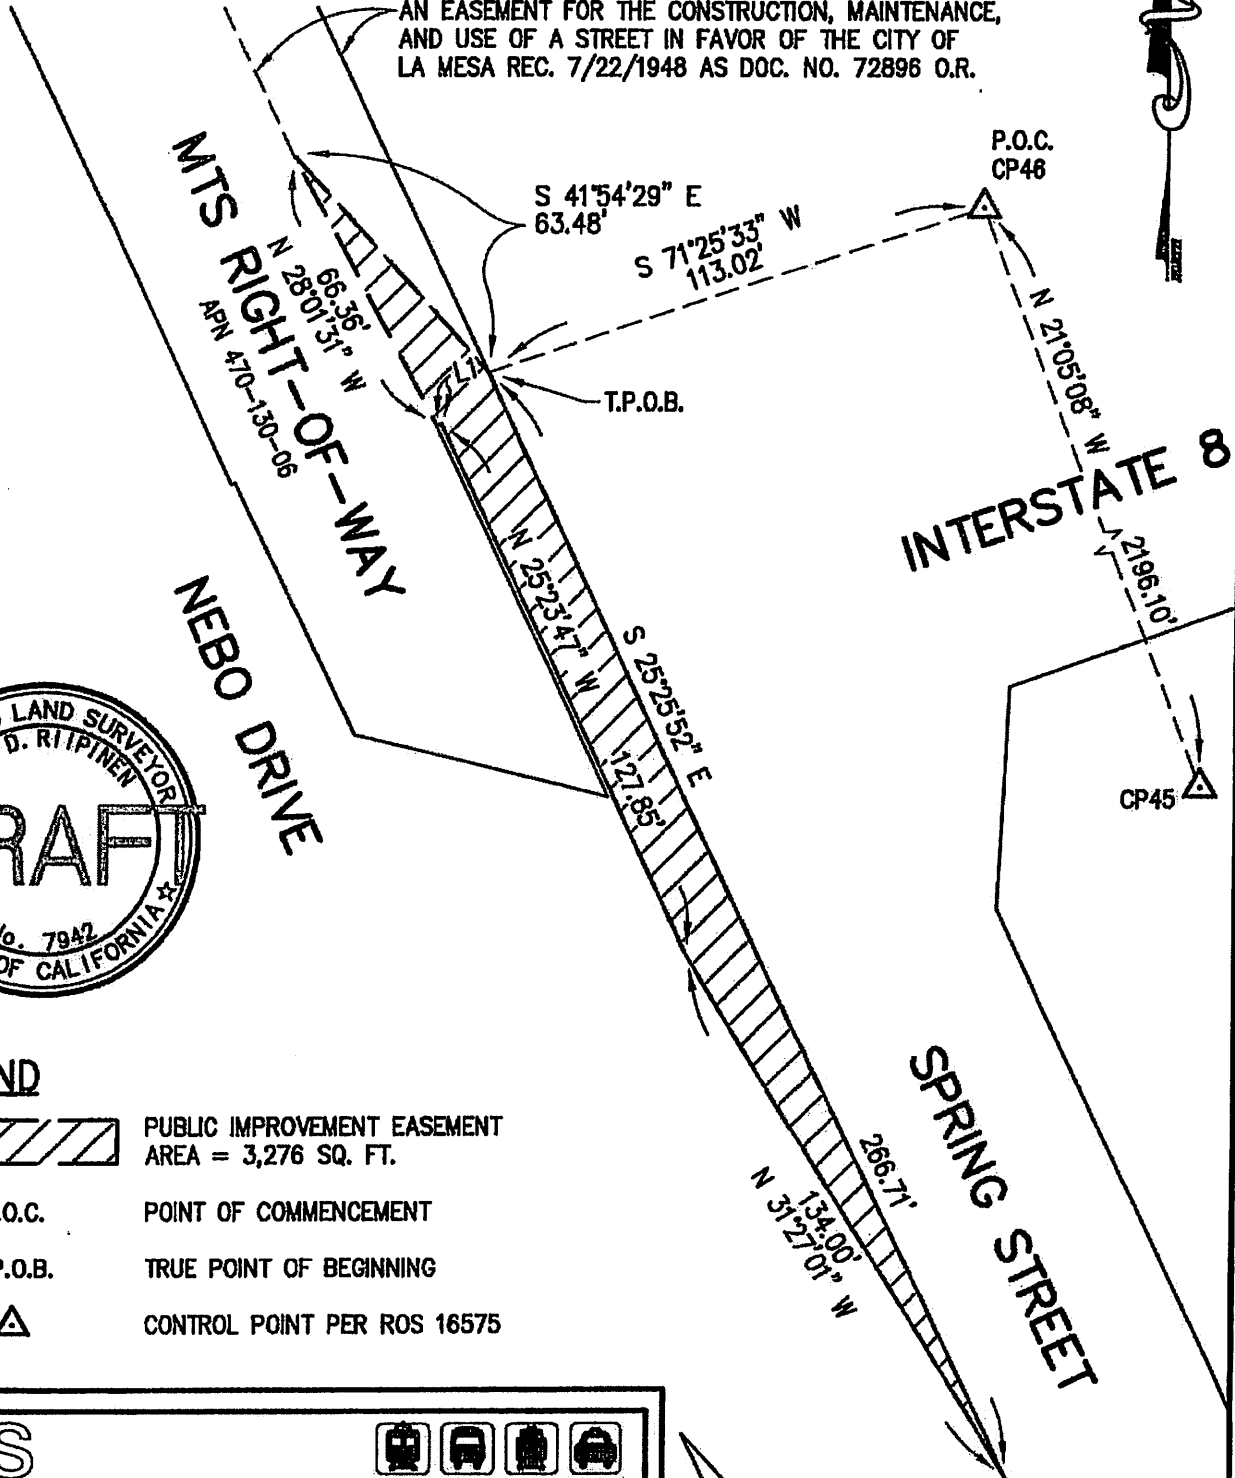 AN EASEMENT FOR THE CONSTRUCTION, MAINTENANCE,
AND USE OF A STREET IN FAVOR OF THE CITY OF
LA MESA REC. 7/22/1948 AS DOC. NO. 72896 O.R.
P.O.C.
CP46
S 41°54'29" E
63.48'
S 71°25'33" W
113.02'
MTS RIGHT-OF-WAY
APN 470-130-06
66.36'
N 28°01'31" W
L1
T.P.O.B.
N 21°05'08" W
2196.10'
INTERSTATE 8
N 25°23'47" W
127.85'
S 25°25'52" E
266.71'
NEBO DRIVE
CP45
LAND SURVEYOR
D. RIIPINEN
RAFT
No. 7942
OF CALIFORNIA
SPRING STREET
134.00'
N 31°27'01" W
ND
PUBLIC IMPROVEMENT EASEMENT
AREA = 3,276 SQ. FT.
.O.C. POINT OF COMMENCEMENT
P.O.B. TRUE POINT OF BEGINNING
CONTROL POINT PER ROS 16575
S